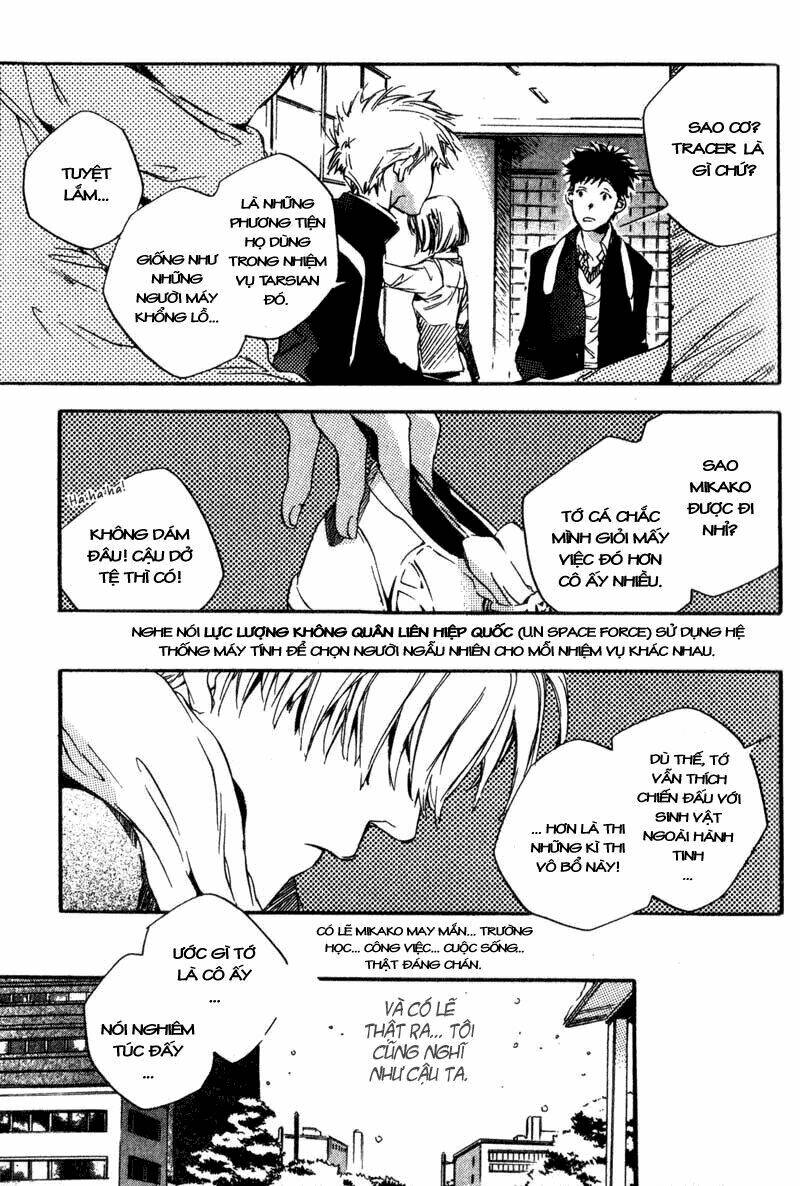 SAO CƠ?
TRACER LÀ
GÌ CHỨ?
LÀ NHỮNG
PHƯƠNG TIỆN
HỌ DÙNG
TRONG NHIỆM
VỤ TARSIAN
ĐÓ.
GIỐNG NHƯ
NHỮNG
NGƯỜI MÁY
KHỔNG LỒ...
TUYỆT
LẮM...
SAO
MIKAKO
ĐƯỢC ĐI
NHỈ?
TỚ CÁ CHẮC
MÌNH GIỎI MẤY
VIỆC ĐÓ HƠN
CÔ ẤY NHIỀU.
Ha!ha!ha!
KHÔNG DÁM
ĐÂU! CẬU DỞ
TỆ THÌ CÓ!
NGHE NÓI LỰC LƯỢNG KHÔNG QUÂN LIÊN HIỆP QUỐC (U.N SPACE FORCE) SỬ DỤNG HỆ
THỐNG MÁY TÍNH ĐỂ CHỌN NGƯỜI NGẪU NHIÊN CHO MỖI NHIỆM VỤ KHÁC NHAU.
DÙ THẾ, TỚ
VẪN THÍCH
CHIẾN ĐẤU VỚI
SINH VẬT
NGOÀI HÀNH
TINH
...
... HƠN LÀ THI
NHỮNG KÌ THI
VÔ BỔ NÀY!
CÓ LẼ MIKAKO MAY MẮN... TRƯỜNG
HỌC... CÔNG VIỆC... CUỘC SỐNG..
THẬT ĐÁNG CHÁN.
ƯỚC GÌ TỚ
LÀ CÔ ẤY
...
NÓI NGHIÊM
TÚC ĐẤY
...
VÀ CÓ LẼ
THẬT RA... TÔI
CŨNG NGHĨ
NHƯ CẬU TA.